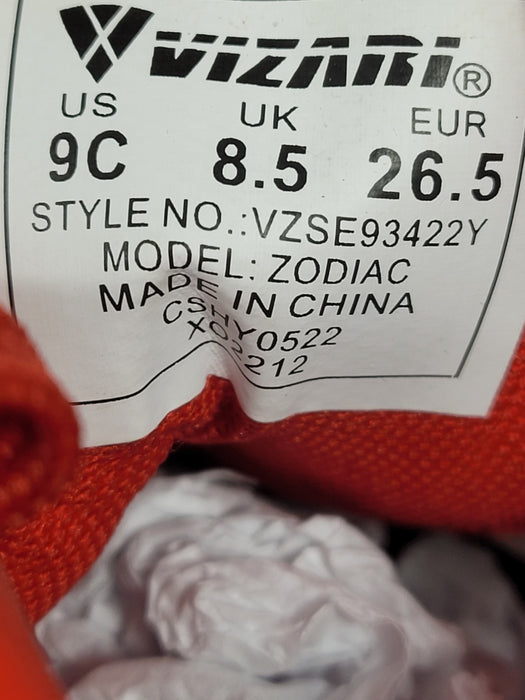 VIZARI®
US UK EUR
9C 8.5 26.5
STYLE NO.:VZSE93422Y
MODEL: ZODIAC
MADE IN CHINA
CSHY0522